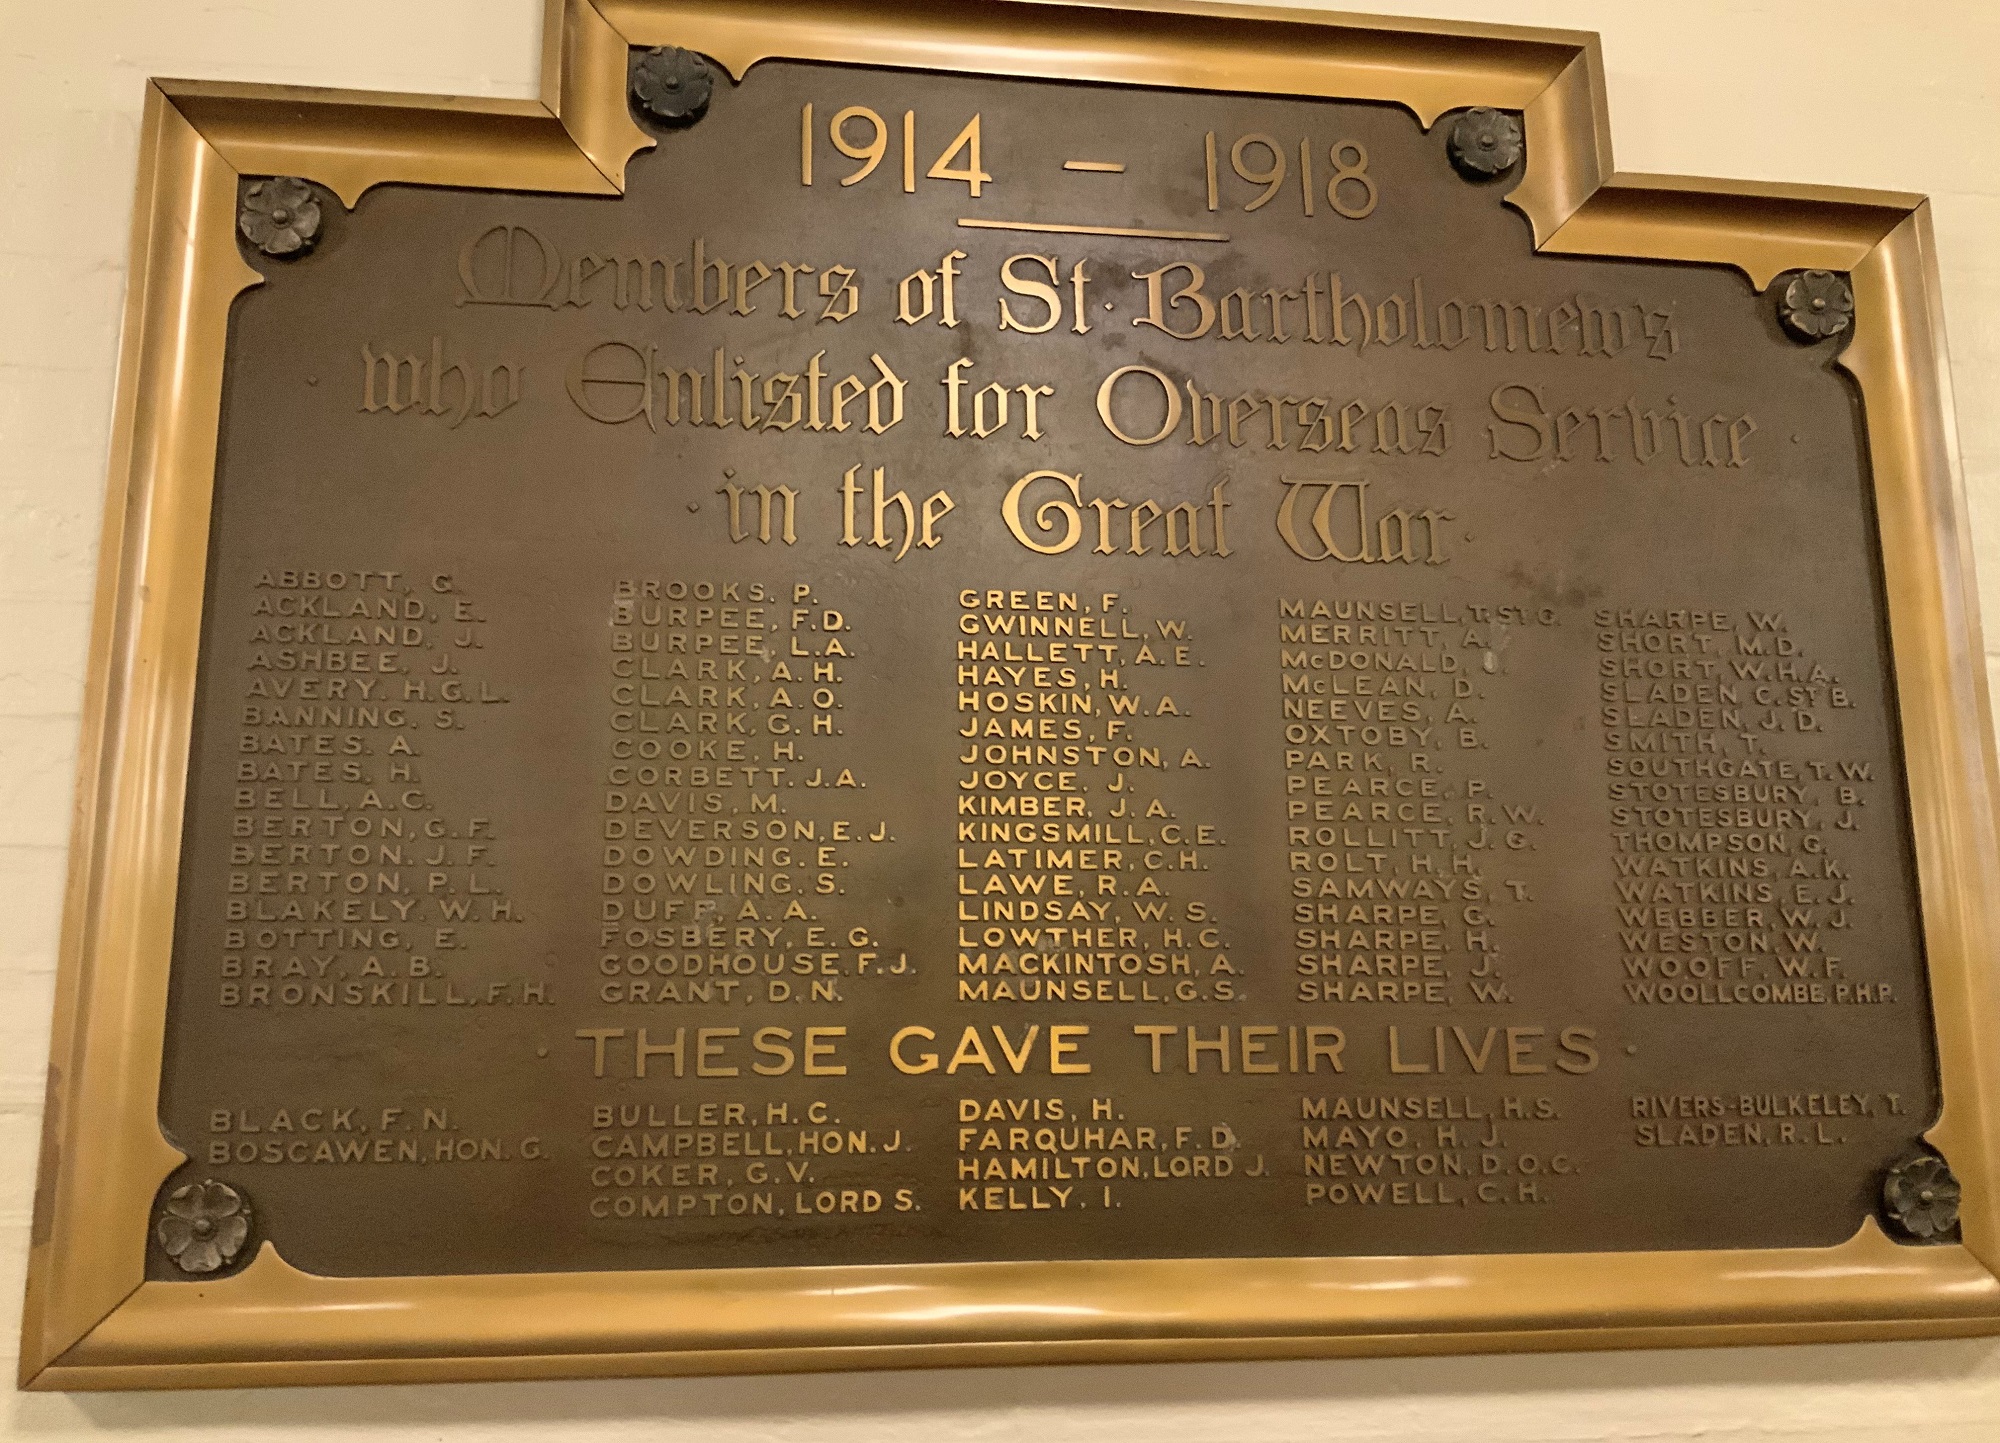 1914 – 1918
Members of St. Bartholomew's
· who Enlisted for Overseas Service ·
· in the Great War ·
ABBOTT, G.
ACKLAND, E.
ACKLAND, J.
ASHBEE, J.
AVERY, H.G.L.
BANNING, S.
BATES, A.
BATES, H.
BELL, A.C.
BERTON, G.F.
BERTON, J.F.
BERTON, P.L.
BLAKELY, W.H.
BOTTING, E.
BRAY, A.B.
BRONSKILL, F.H.
BROOKS, P.
BURPEE, F.D.
BURPEE, L.A.
CLARK, A.H.
CLARK, A.O.
CLARK, G.H.
COOKE, H.
CORBETT, J.A.
DAVIS, M.
DEVERSON, E.J.
DOWDING, E.
DOWLING, S.
DUFF, A.A.
FOSBERY, E.G.
GOODHOUSE, F.J.
GRANT, D.N.
GREEN, F.
GWINNELL, W.
HALLETT, A.E.
HAYES, H.
HOSKIN, W.A.
JAMES, F.
JOHNSTON, A.
JOYCE, J.
KIMBER, J.A.
KINGSMILL, C.E.
LATIMER, C.H.
LAWE, R.A.
LINDSAY, W.S.
LOWTHER, H.C.
MACKINTOSH, A.
MAUNSELL, G.S.
MAUNSELL, T. ST G.
MERRITT, A.
McDONALD,
McLEAN, D.
NEEVES, A.
OXTOBY, B.
PARK, R.
PEARCE, P.
PEARCE, R.W.
ROLLITT, J.G.
ROLT, H.H.
SAMWAYS, T.
SHARPE, G.
SHARPE, H.
SHARPE, J.
SHARPE, W.
SHARPE, W.
SHORT, M.D.
SHORT, W.H.A.
SLADEN, C. ST B.
SLADEN, J.D.
SMITH, T.
SOUTHGATE, T.W.
STOTESBURY, B.
STOTESBURY, J.
THOMPSON, G.
WATKINS, A.K.
WATKINS, E.J.
WEBBER, W.J.
WESTON, W.
WOOFF, W.F.
WOOLLCOMBE, P.H.P.
· THESE GAVE THEIR LIVES ·
BLACK, F.N.
BOSCAWEN, HON. G.
BULLER, H.C.
CAMPBELL, HON. J.
COKER, G.V.
COMPTON, LORD S.
DAVIS, H.
FARQUHAR, F.D.
HAMILTON, LORD J.
KELLY, I.
MAUNSELL, H.S.
MAYO, H.J.
NEWTON, D.O.C.
POWELL, C.H.
RIVERS-BULKELEY, T.
SLADEN, R.L.